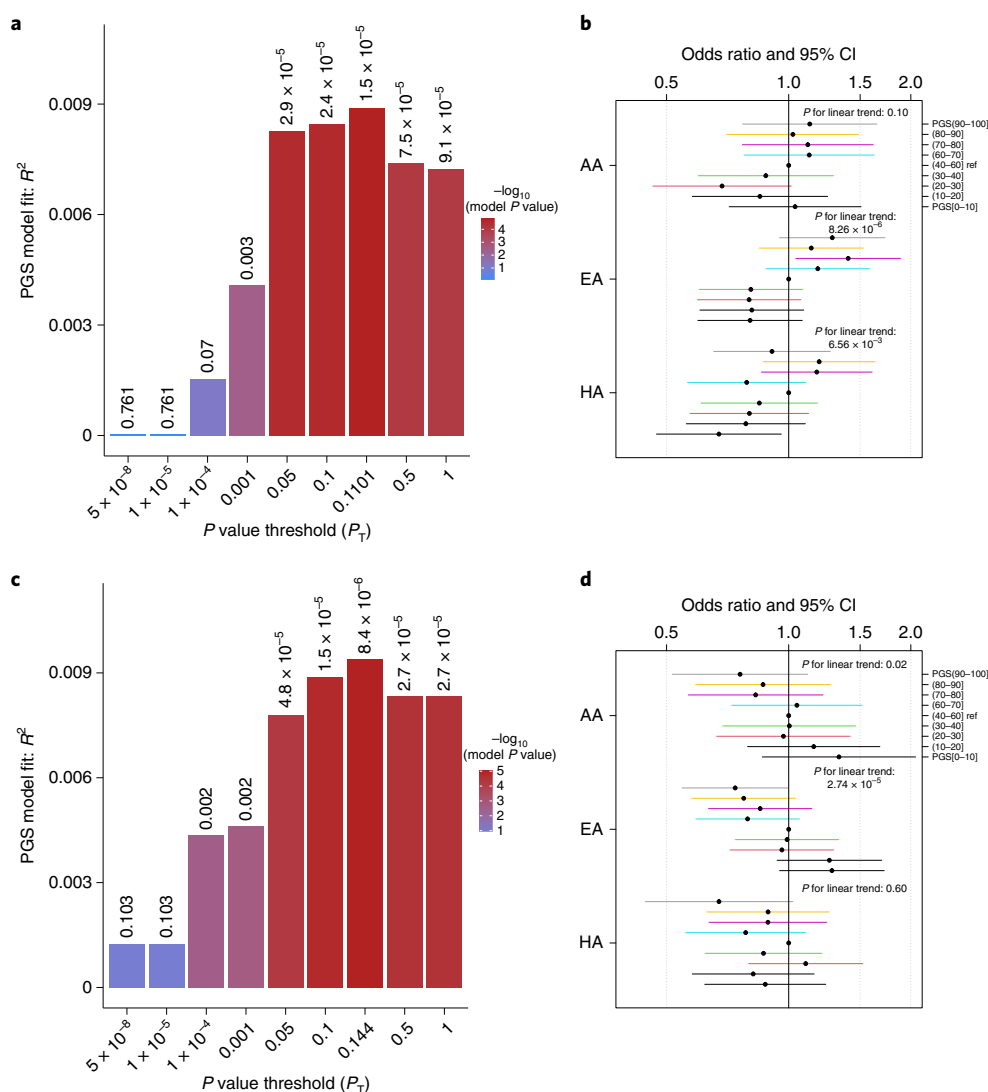 a
PGS model fit: R²
0.009
0.006
0.003
0
0.761
0.761
0.07
0.003
2.9 × 10⁻⁵
2.4 × 10⁻⁵
1.5 × 10⁻⁵
7.5 × 10⁻⁵
9.1 × 10⁻⁵
–log₁₀
(model P value)
4
3
2
1
5 × 10⁻⁸
1 × 10⁻⁵
1 × 10⁻⁴
0.001
0.05
0.1
0.1101
0.5
1
P value threshold (P_T)
b
Odds ratio and 95% CI
0.5
1.0
1.5
2.0
P for linear trend: 0.10
AA
PGS(90–100]
(80–90]
(70–80]
(60–70]
(40–60] ref
(30–40]
(20–30]
(10–20]
PGS[0–10]
P for linear trend:
8.26 × 10⁻⁶
EA
P for linear trend:
6.56 × 10⁻³
HA
c
PGS model fit: R²
0.009
0.006
0.003
0
0.103
0.103
0.002
0.002
4.8 × 10⁻⁵
1.5 × 10⁻⁵
8.4 × 10⁻⁶
2.7 × 10⁻⁵
2.7 × 10⁻⁵
–log₁₀
(model P value)
5
4
3
2
1
5 × 10⁻⁸
1 × 10⁻⁵
1 × 10⁻⁴
0.001
0.05
0.1
0.144
0.5
1
P value threshold (P_T)
d
Odds ratio and 95% CI
0.5
1.0
1.5
2.0
P for linear trend: 0.02
AA
PGS(90–100]
(80–90]
(70–80]
(60–70]
(40–60] ref
(30–40]
(20–30]
(10–20]
PGS[0–10]
P for linear trend:
2.74 × 10⁻⁵
EA
P for linear trend: 0.60
HA